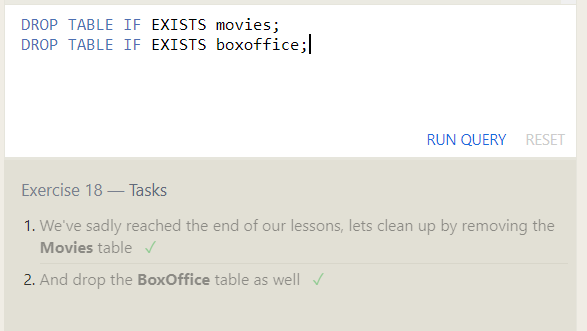 DROP TABLE IF EXISTS movies;
DROP TABLE IF EXISTS boxoffice;
RUN QUERY RESET
Exercise 18 — Tasks
1. We've sadly reached the end of our lessons, lets clean up by removing the
Movies table ✓
2. And drop the BoxOffice table as well ✓